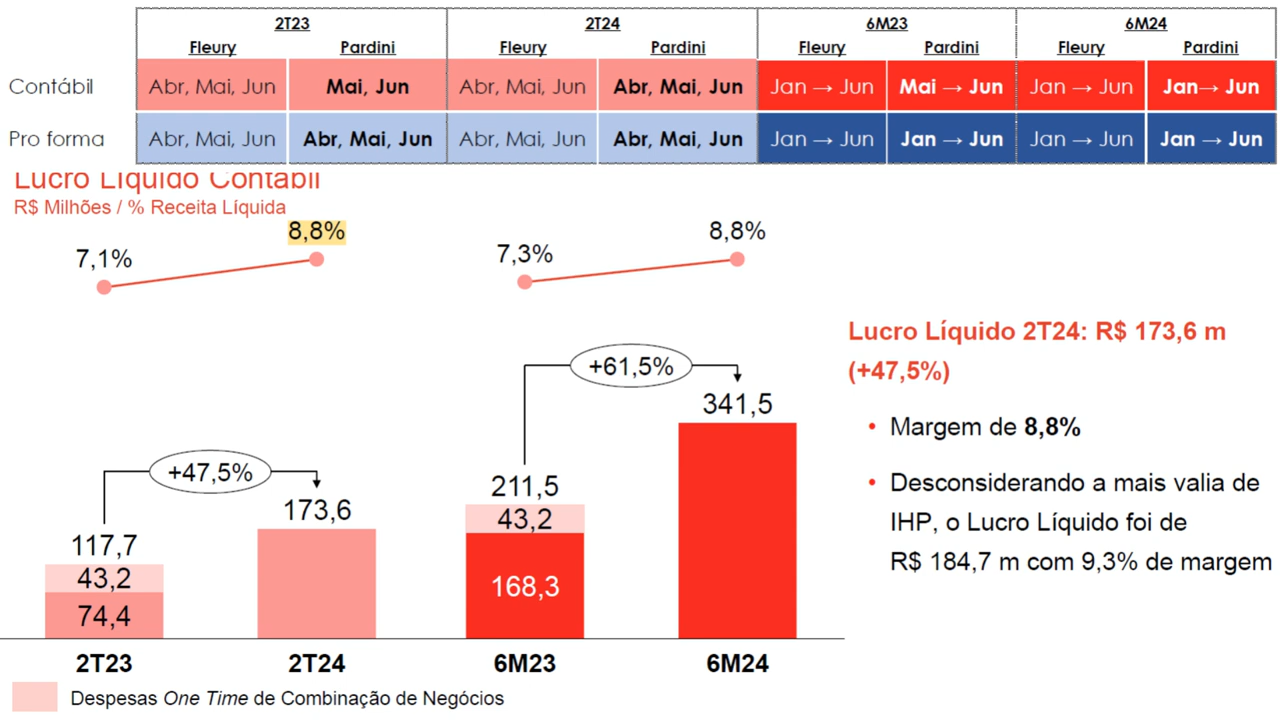 2T23 2T24 6M23 6M24
Fleury Pardini Fleury Pardini Fleury Pardini Fleury Pardini
Contábil Abr, Mai, Jun Mai, Jun Abr, Mai, Jun Abr, Mai, Jun Jan → Jun Mai → Jun Jan → Jun Jan→ Jun
Pro forma Abr, Mai, Jun Abr, Mai, Jun Abr, Mai, Jun Abr, Mai, Jun Jan → Jun Jan → Jun Jan → Jun Jan → Jun
Lucro Líquido Contábil
R$ Milhões / % Receita Líquida
7,1% 8,8% 7,3% 8,8%
+47,5%
117,7
43,2
74,4
173,6
+61,5%
211,5
43,2
168,3
341,5
2T23 2T24 6M23 6M24
Despesas One Time de Combinação de Negócios
Lucro Líquido 2T24: R$ 173,6 m
(+47,5%)
• Margem de 8,8%
• Desconsiderando a mais valia de
IHP, o Lucro Líquido foi de
R$ 184,7 m com 9,3% de margem